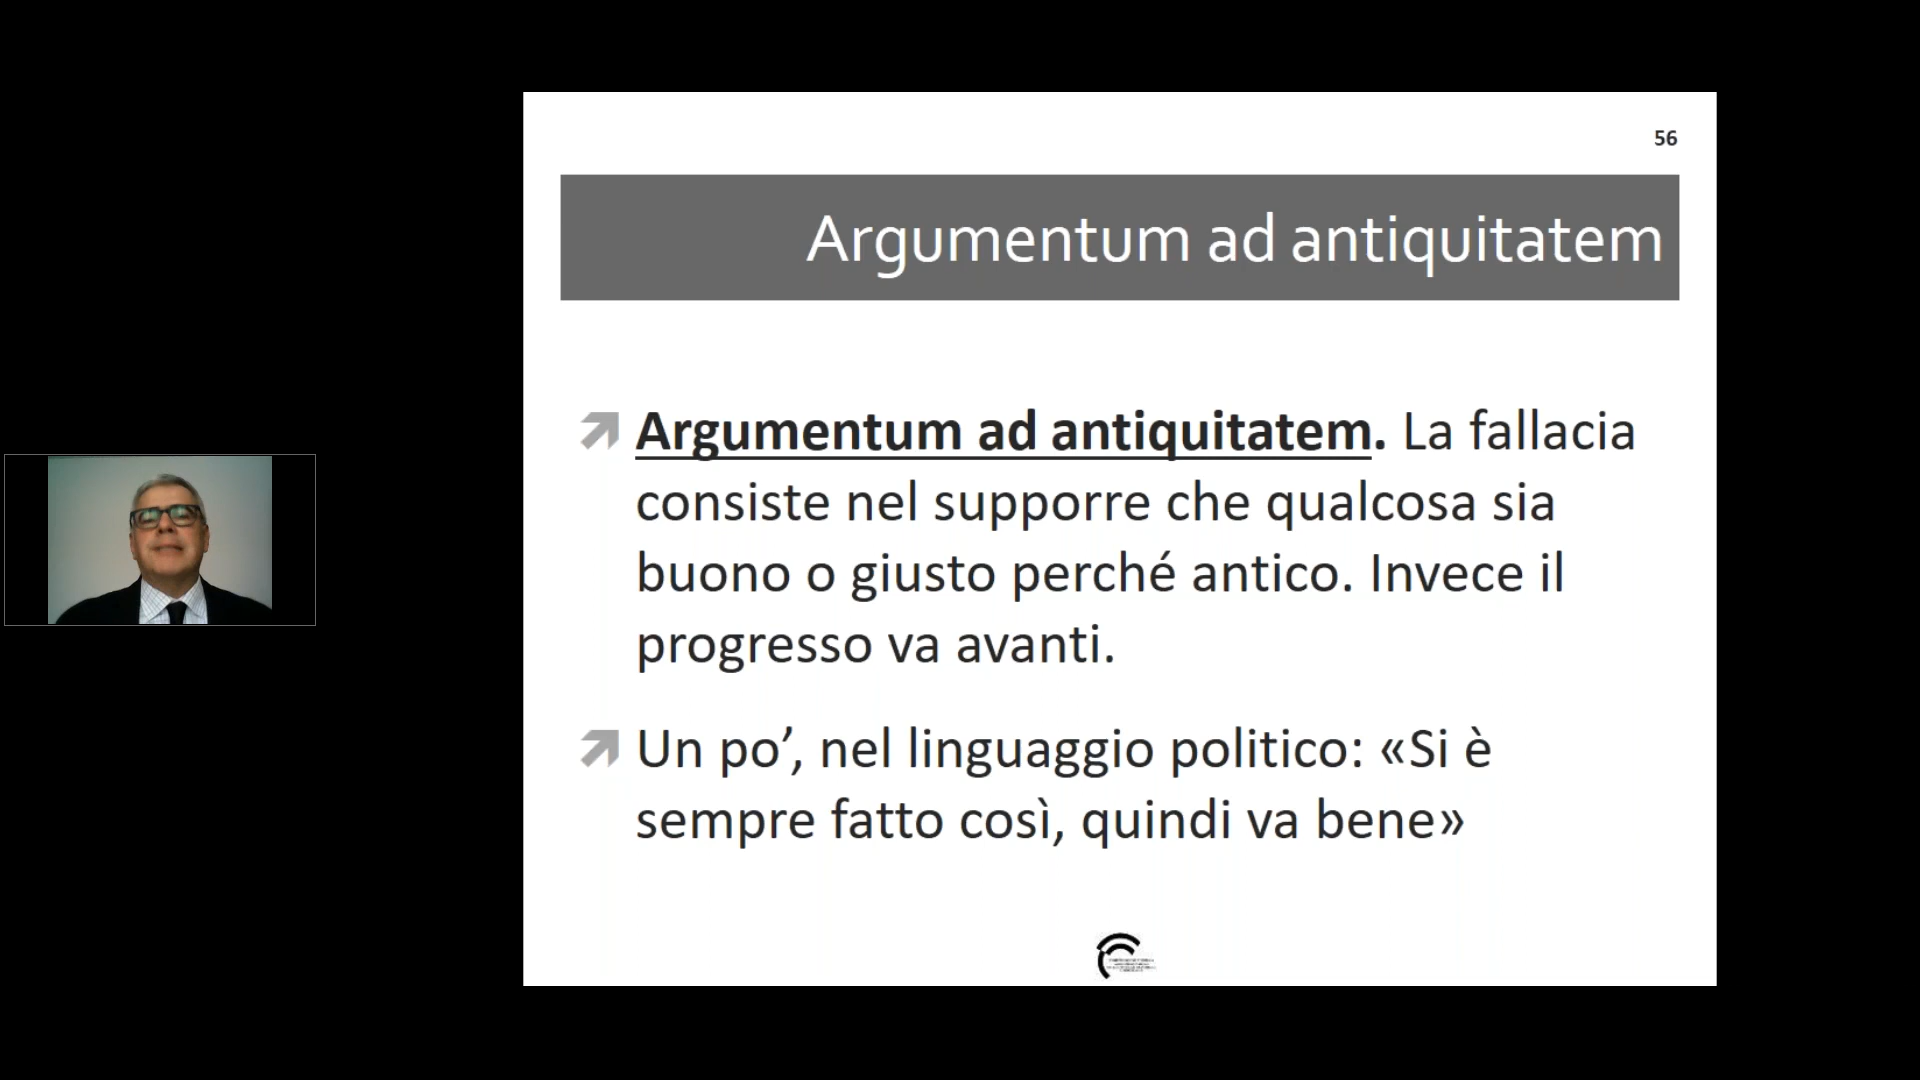 56
Argumentum ad antiquitatem
Argumentum ad antiquitatem. La fallacia
consiste nel supporre che qualcosa sia
buono o giusto perché antico. Invece il
progresso va avanti.
Un po’, nel linguaggio politico: «Si è
sempre fatto così, quindi va bene»